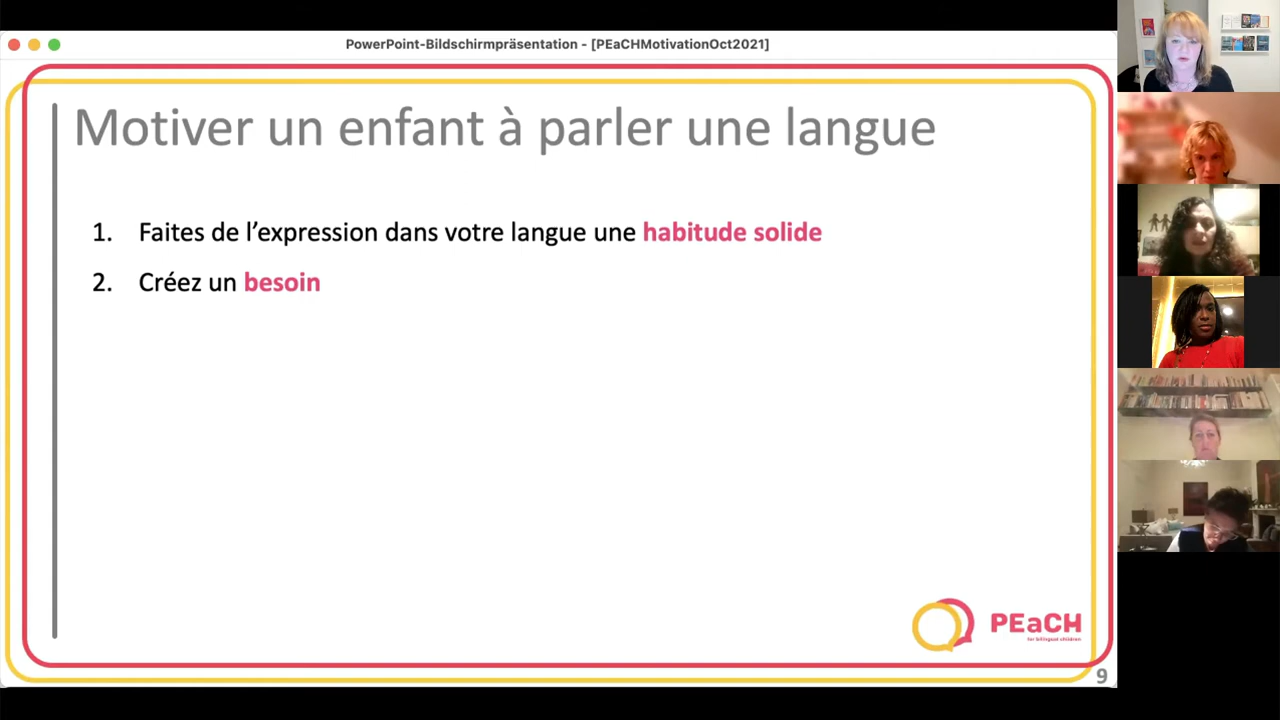 PowerPoint-Bildschirmpräsentation - [PEaCHMotivationOct2021]
Motiver un enfant à parler une langue
1. Faites de l’expression dans votre langue une habitude solide
2. Créez un besoin
PEaCH
for bilingual children
9